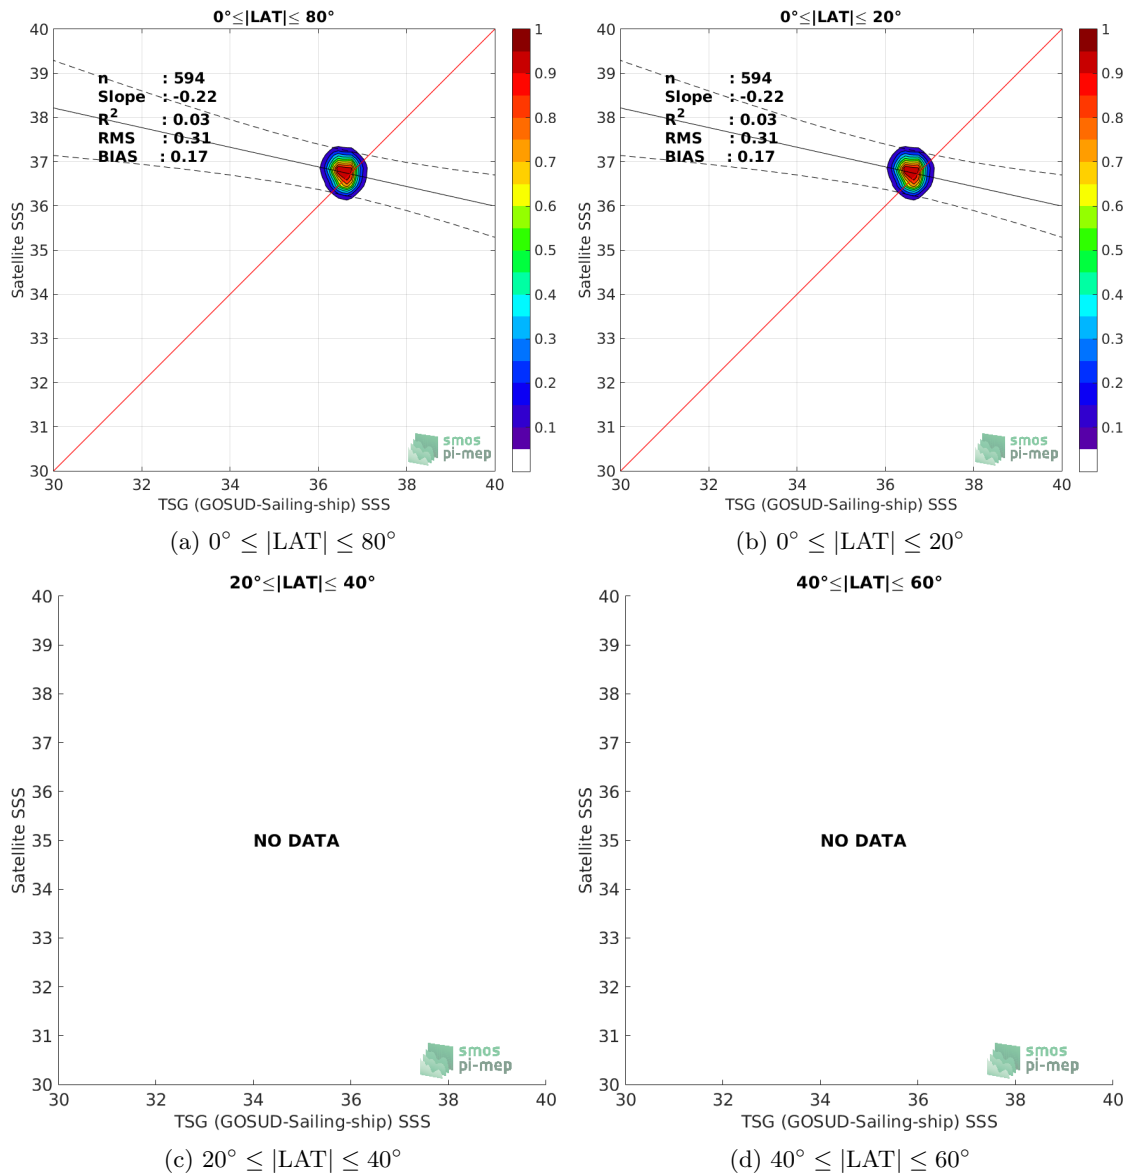 0°≤|LAT|≤ 80°
40
39
38
37
36
35
34
33
32
31
30
Satellite SSS
n : 594
Slope : -0.22
R2 : 0.03
RMS : 0.31
BIAS : 0.17
1
0.9
0.8
0.7
0.6
0.5
0.4
0.3
0.2
0.1
smos
pi-mep
30 32 34 36 38 40
TSG (GOSUD-Sailing-ship) SSS
(a) 0° ≤ |LAT| ≤ 80°
0°≤|LAT|≤ 20°
40
39
38
37
36
35
34
33
32
31
30
Satellite SSS
n : 594
Slope : -0.22
R2 : 0.03
RMS : 0.31
BIAS : 0.17
1
0.9
0.8
0.7
0.6
0.5
0.4
0.3
0.2
0.1
smos
pi-mep
30 32 34 36 38 40
TSG (GOSUD-Sailing-ship) SSS
(b) 0° ≤ |LAT| ≤ 20°
20°≤|LAT|≤ 40°
40
39
38
37
36
35
34
33
32
31
30
Satellite SSS
NO DATA
smos
pi-mep
30 32 34 36 38 40
TSG (GOSUD-Sailing-ship) SSS
(c) 20° ≤ |LAT| ≤ 40°
40°≤|LAT|≤ 60°
40
39
38
37
36
35
34
33
32
31
30
Satellite SSS
NO DATA
smos
pi-mep
30 32 34 36 38 40
TSG (GOSUD-Sailing-ship) SSS
(d) 40° ≤ |LAT| ≤ 60°